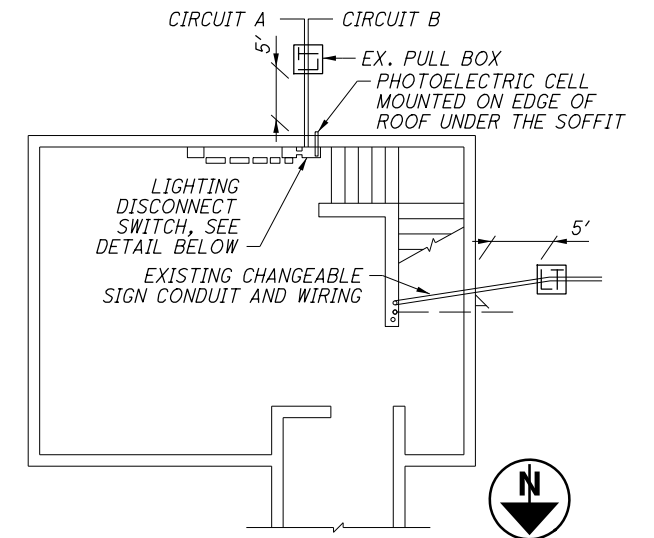 CIRCUIT A
CIRCUIT B
5'
LT
EX. PULL BOX
PHOTOELECTRIC CELL
MOUNTED ON EDGE OF
ROOF UNDER THE SOFFIT
LIGHTING
DISCONNECT
SWITCH, SEE
DETAIL BELOW
5'
EXISTING CHANGEABLE
SIGN CONDUIT AND WIRING
LT
N